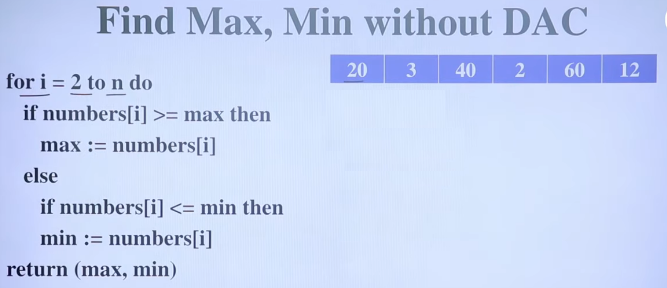 Find Max, Min without DAC
for i = 2 to n do
if numbers[i] >= max then
max := numbers[i]
else
if numbers[i] <= min then
min := numbers[i]
return (max, min)
20 3 40 2 60 12